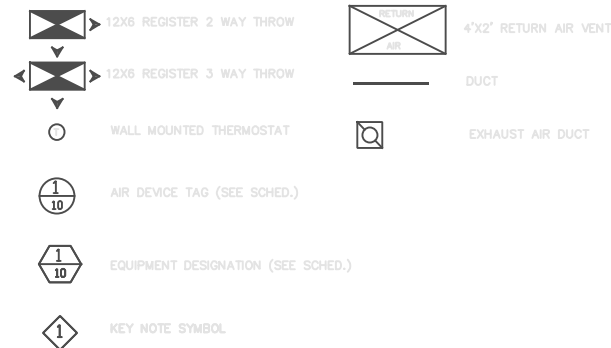 12X6 REGISTER 2 WAY THROW
12X6 REGISTER 3 WAY THROW
T
WALL MOUNTED THERMOSTAT
1
10
AIR DEVICE TAG (SEE SCHED.)
1
10
EQUIPMENT DESIGNATION (SEE SCHED.)
1
KEY NOTE SYMBOL
RETURN
AIR
4'X2' RETURN AIR VENT
DUCT
EXHAUST AIR DUCT